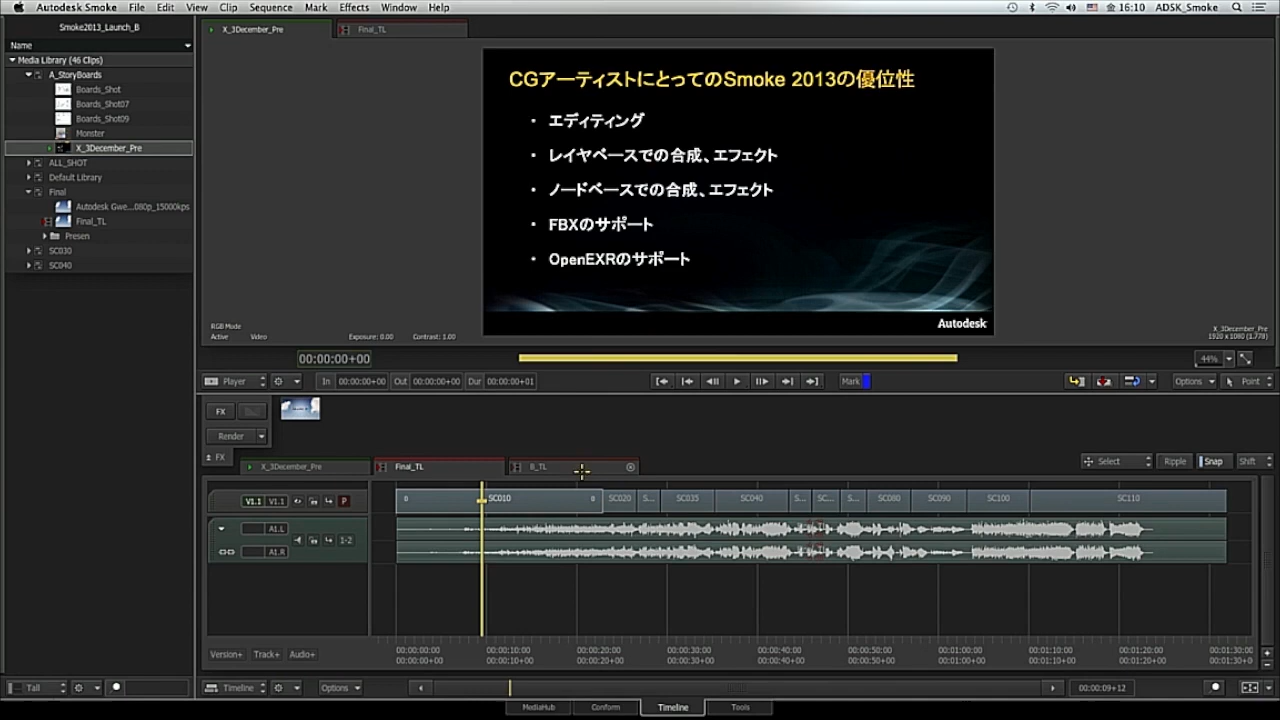 Autodesk Smoke File Edit View Clip Sequence Mark Effects Window Help
金 16:10 ADSK_Smoke
Smoke2013_Launch_B
Name
Media Library (46 Clips)
A_StoryBoards
Boards_Shot
Boards_Shot07
Boards_Shot09
Monster
X_3December_Pre
ALL_SHOT
Default Library
Final
Autodesk Gwe....080p_15000kps
Final_TL
Presen
SC030
SC040
X_3December_Pre Final_TL
CGアーティストにとってのSmoke 2013の優位性
・ エディティング
・ レイヤベースでの合成、エフェクト
・ ノードベースでの合成、エフェクト
・ FBXのサポート
・ OpenEXRのサポート
Autodesk
RGB Mode
Active Video Exposure: 0.00 Contrast: 1.00
X_3December_Pre
1920 x 1080 (1.778)
00:00:00+00
44%
Player In 00:00:00+00 Out 00:00:00+00 Dur 00:00:00+01 Mark Options Point
FX
Render
FX
X_3December_Pre Final_TL B_TL Select Ripple Snap Shift
V1.1 V1.1 P
0 SC010 0 SC020 S... SC035 SC040 S... SC... S... SC080 SC090 SC100 SC110
A1.L
1-2
A1.R
Version+ Track+ Audio+
00:00:00:00 00:00:10:00 00:00:20:00 00:00:30:00 00:00:40:00 00:00:50:00 00:01:00:00 00:01:10:00 00:01:20:00 00:01:30:00
00:00:00+00 00:00:10+00 00:00:20+00 00:00:30+00 00:00:40+00 00:00:50+00 00:01:00+00 00:01:10+00 00:01:20+00 00:01:30+0
Tall Timeline Options 00:00:09+12
MediaHub Conform Timeline Tools